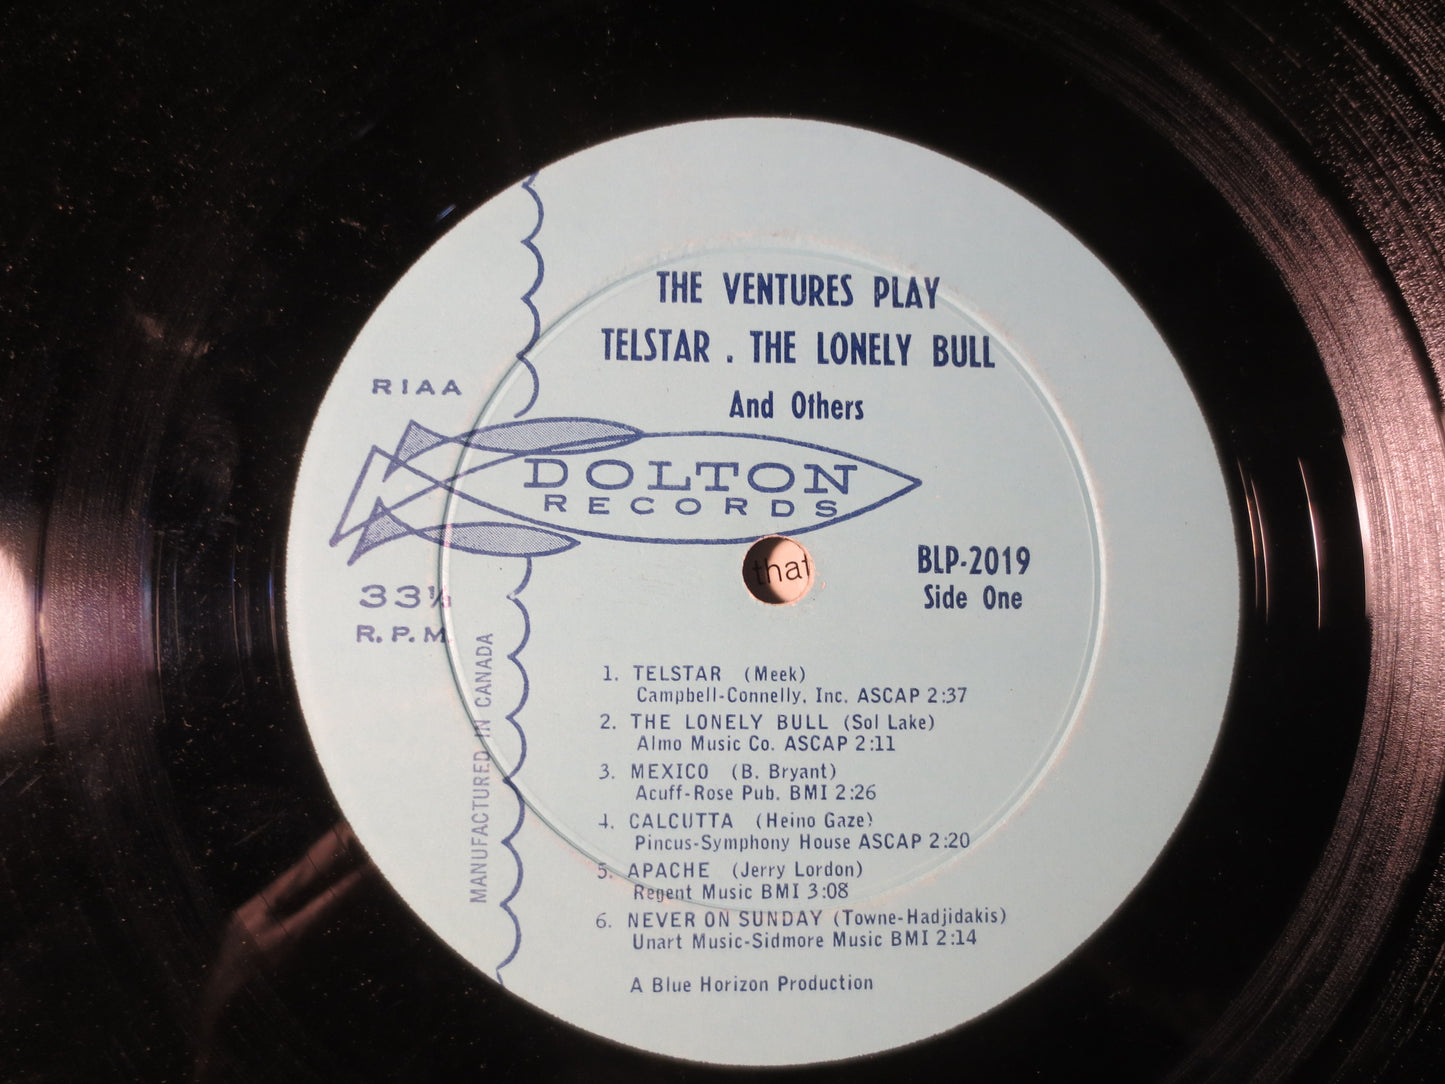 THE VENTURES PLAY
TELSTAR . THE LONELY BULL
And Others
RIAA
DOLTON
RECORDS
33⅓
R.P.M.
MANUFACTURED IN CANADA
that
BLP-2019
Side One
1. TELSTAR (Meek)
Campbell-Connelly, Inc. ASCAP 2:37
2. THE LONELY BULL (Sol Lake)
Almo Music Co. ASCAP 2:11
3. MEXICO (B. Bryant)
Acuff-Rose Pub. BMI 2:26
4. CALCUTTA (Heino Gaze)
Pincus-Symphony House ASCAP 2:20
5. APACHE (Jerry Lordon)
Regent Music BMI 3:08
6. NEVER ON SUNDAY (Towne-Hadjidakis)
Unart Music-Sidmore Music BMI 2:14
A Blue Horizon Production